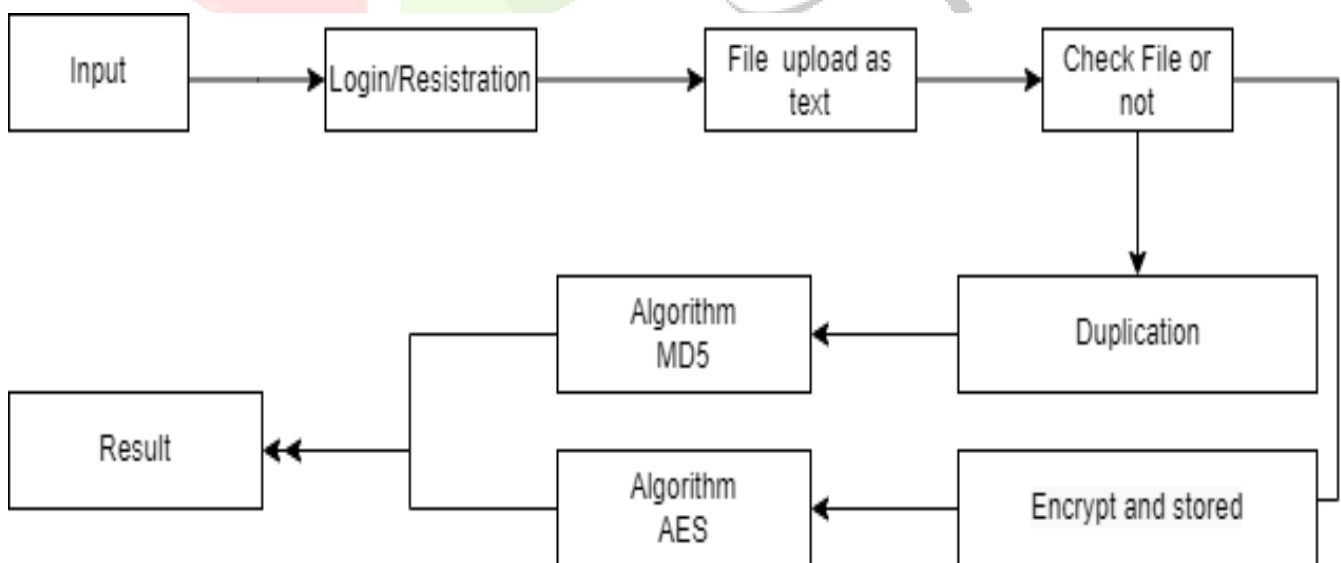 Input
Login/Resistration
File upload as
text
Check File or
not
Algorithm
MD5
Duplication
Result
Algorithm
AES
Encrypt and stored